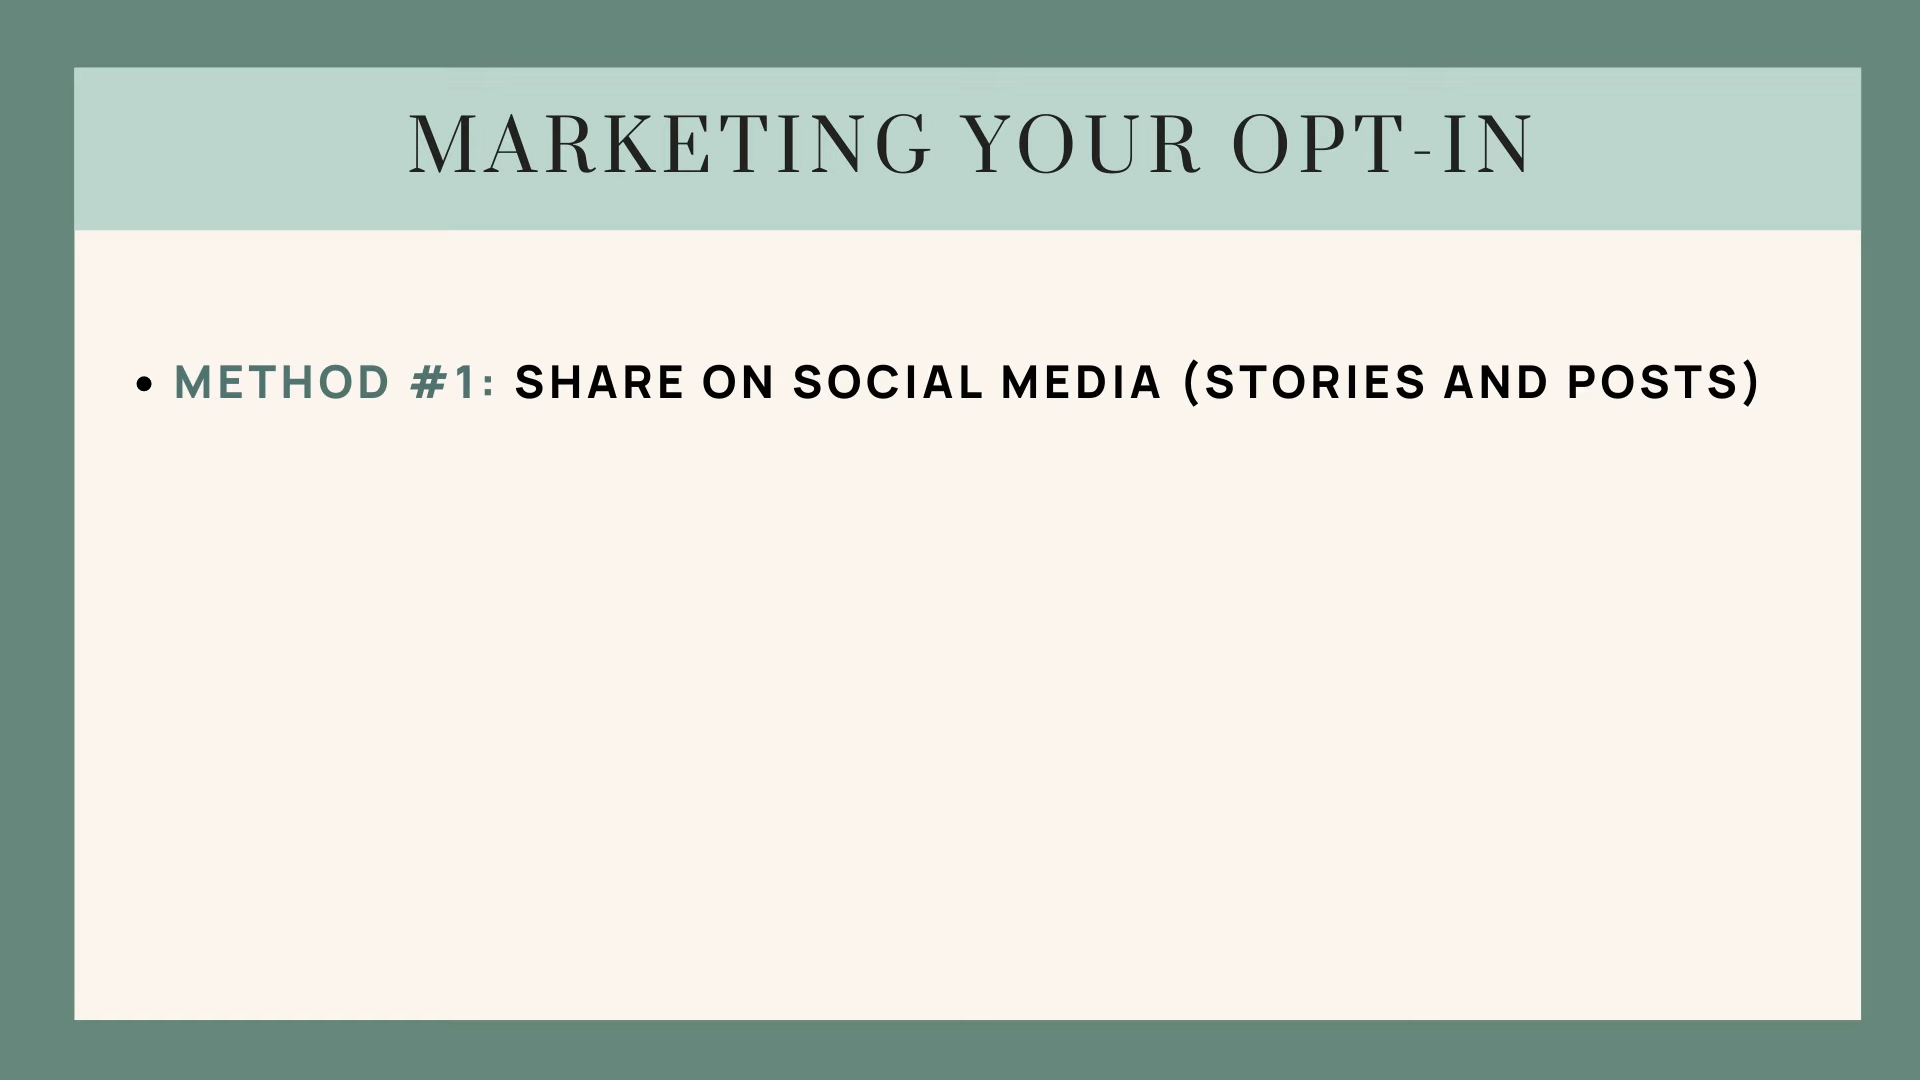 MARKETING YOUR OPT-IN
• METHOD #1: SHARE ON SOCIAL MEDIA (STORIES AND POSTS)